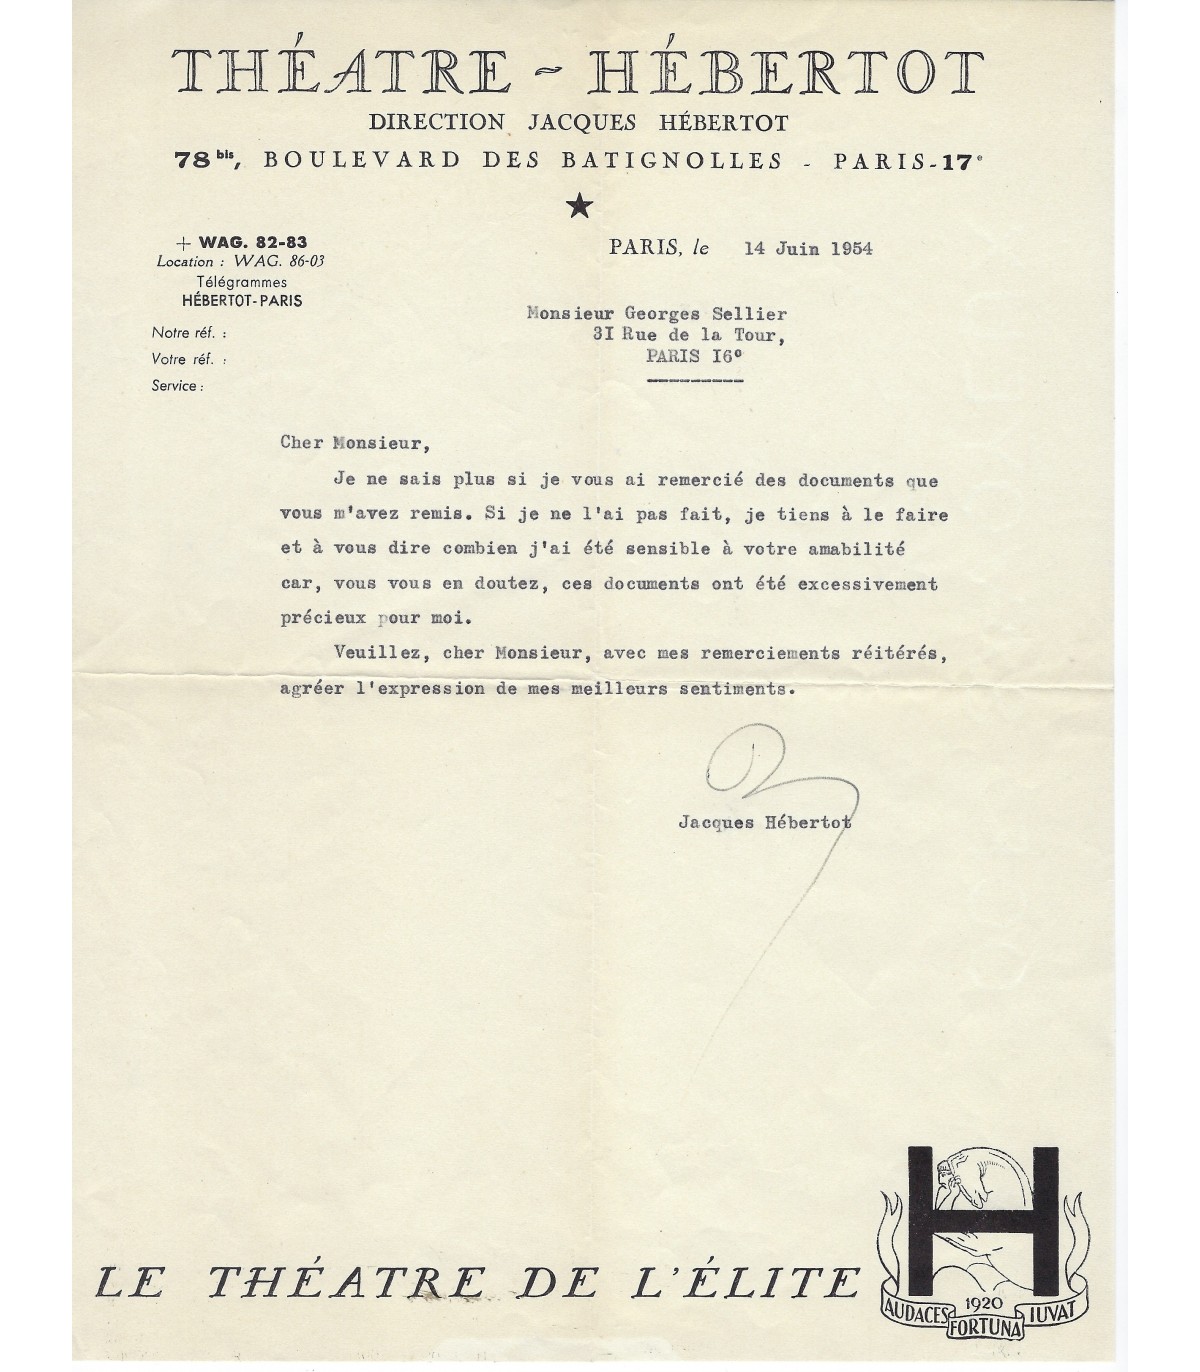 THÉATRE ~ HÉBERTOT
DIRECTION JACQUES HÉBERTOT
78 bis, BOULEVARD DES BATIGNOLLES - PARIS-17e
+ WAG. 82-83
Location : WAG. 86-03
Télégrammes
HÉBERTOT-PARIS
Notre réf. :
Votre réf. :
Service :
PARIS, le 14 Juin 1954
Monsieur Georges Sellier
3I Rue de la Tour,
PARIS I6°
Cher Monsieur,
Je ne sais plus si je vous ai remercié des documents que
vous m'avez remis. Si je ne l'ai pas fait, je tiens à le faire
et à vous dire combien j'ai été sensible à votre amabilité
car, vous vous en doutez, ces documents ont été excessivement
précieux pour moi.
Veuillez, cher Monsieur, avec mes remerciements réitérés,
agréer l'expression de mes meilleurs sentiments.
Jacques Hébertot
LE THÉATRE DE L'ÉLITE
H
1920
AUDACES FORTUNA IUVAT